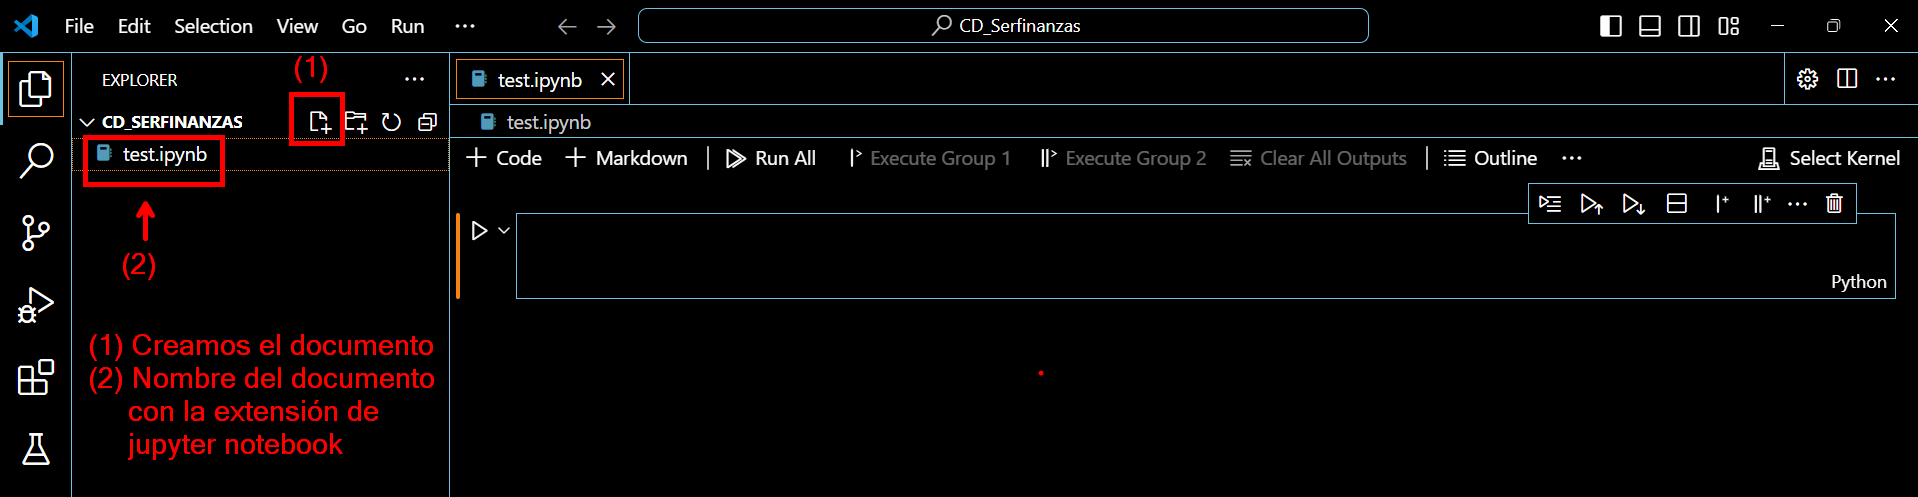 File Edit Selection View Go Run ···
CD_Serfinanzas
EXPLORER ···
(1)
test.ipynb
CD_SERFINANZAS
test.ipynb
test.ipynb
Code Markdown Run All Execute Group 1 Execute Group 2 Clear All Outputs Outline ··· Select Kernel
Python
(2)
(1) Creamos el documento
(2) Nombre del documento
con la extensión de
jupyter notebook